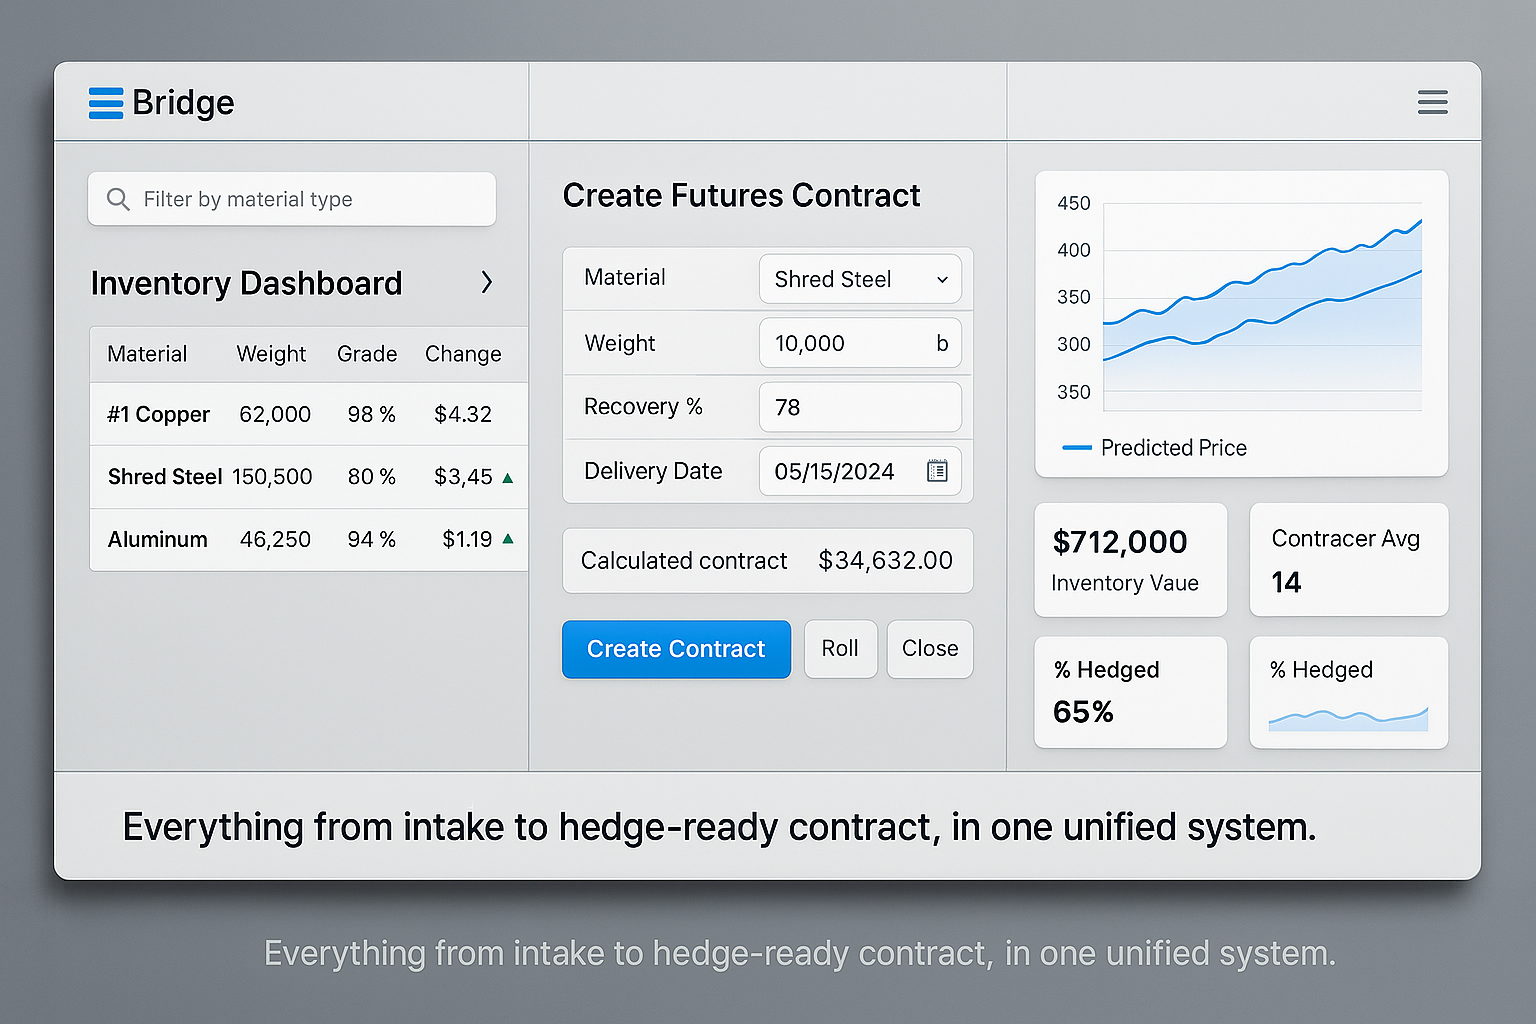 Bridge
Filter by material type
Inventory Dashboard
Material Weight Grade Change
#1 Copper 62,000 98 % $4.32
Shred Steel 150,500 80 % $3,45
Aluminum 46,250 94 % $1.19
Create Futures Contract
Material Shred Steel
Weight 10,000 b
Recovery % 78
Delivery Date 05/15/2024
Calculated contract $34,632.00
Create Contract Roll Close
450
400
350
300
350
Predicted Price
$712,000
Inventory Vaue
Contracer Avg
14
% Hedged
65%
% Hedged
Everything from intake to hedge-ready contract, in one unified system.
Everything from intake to hedge-ready contract, in one unified system.